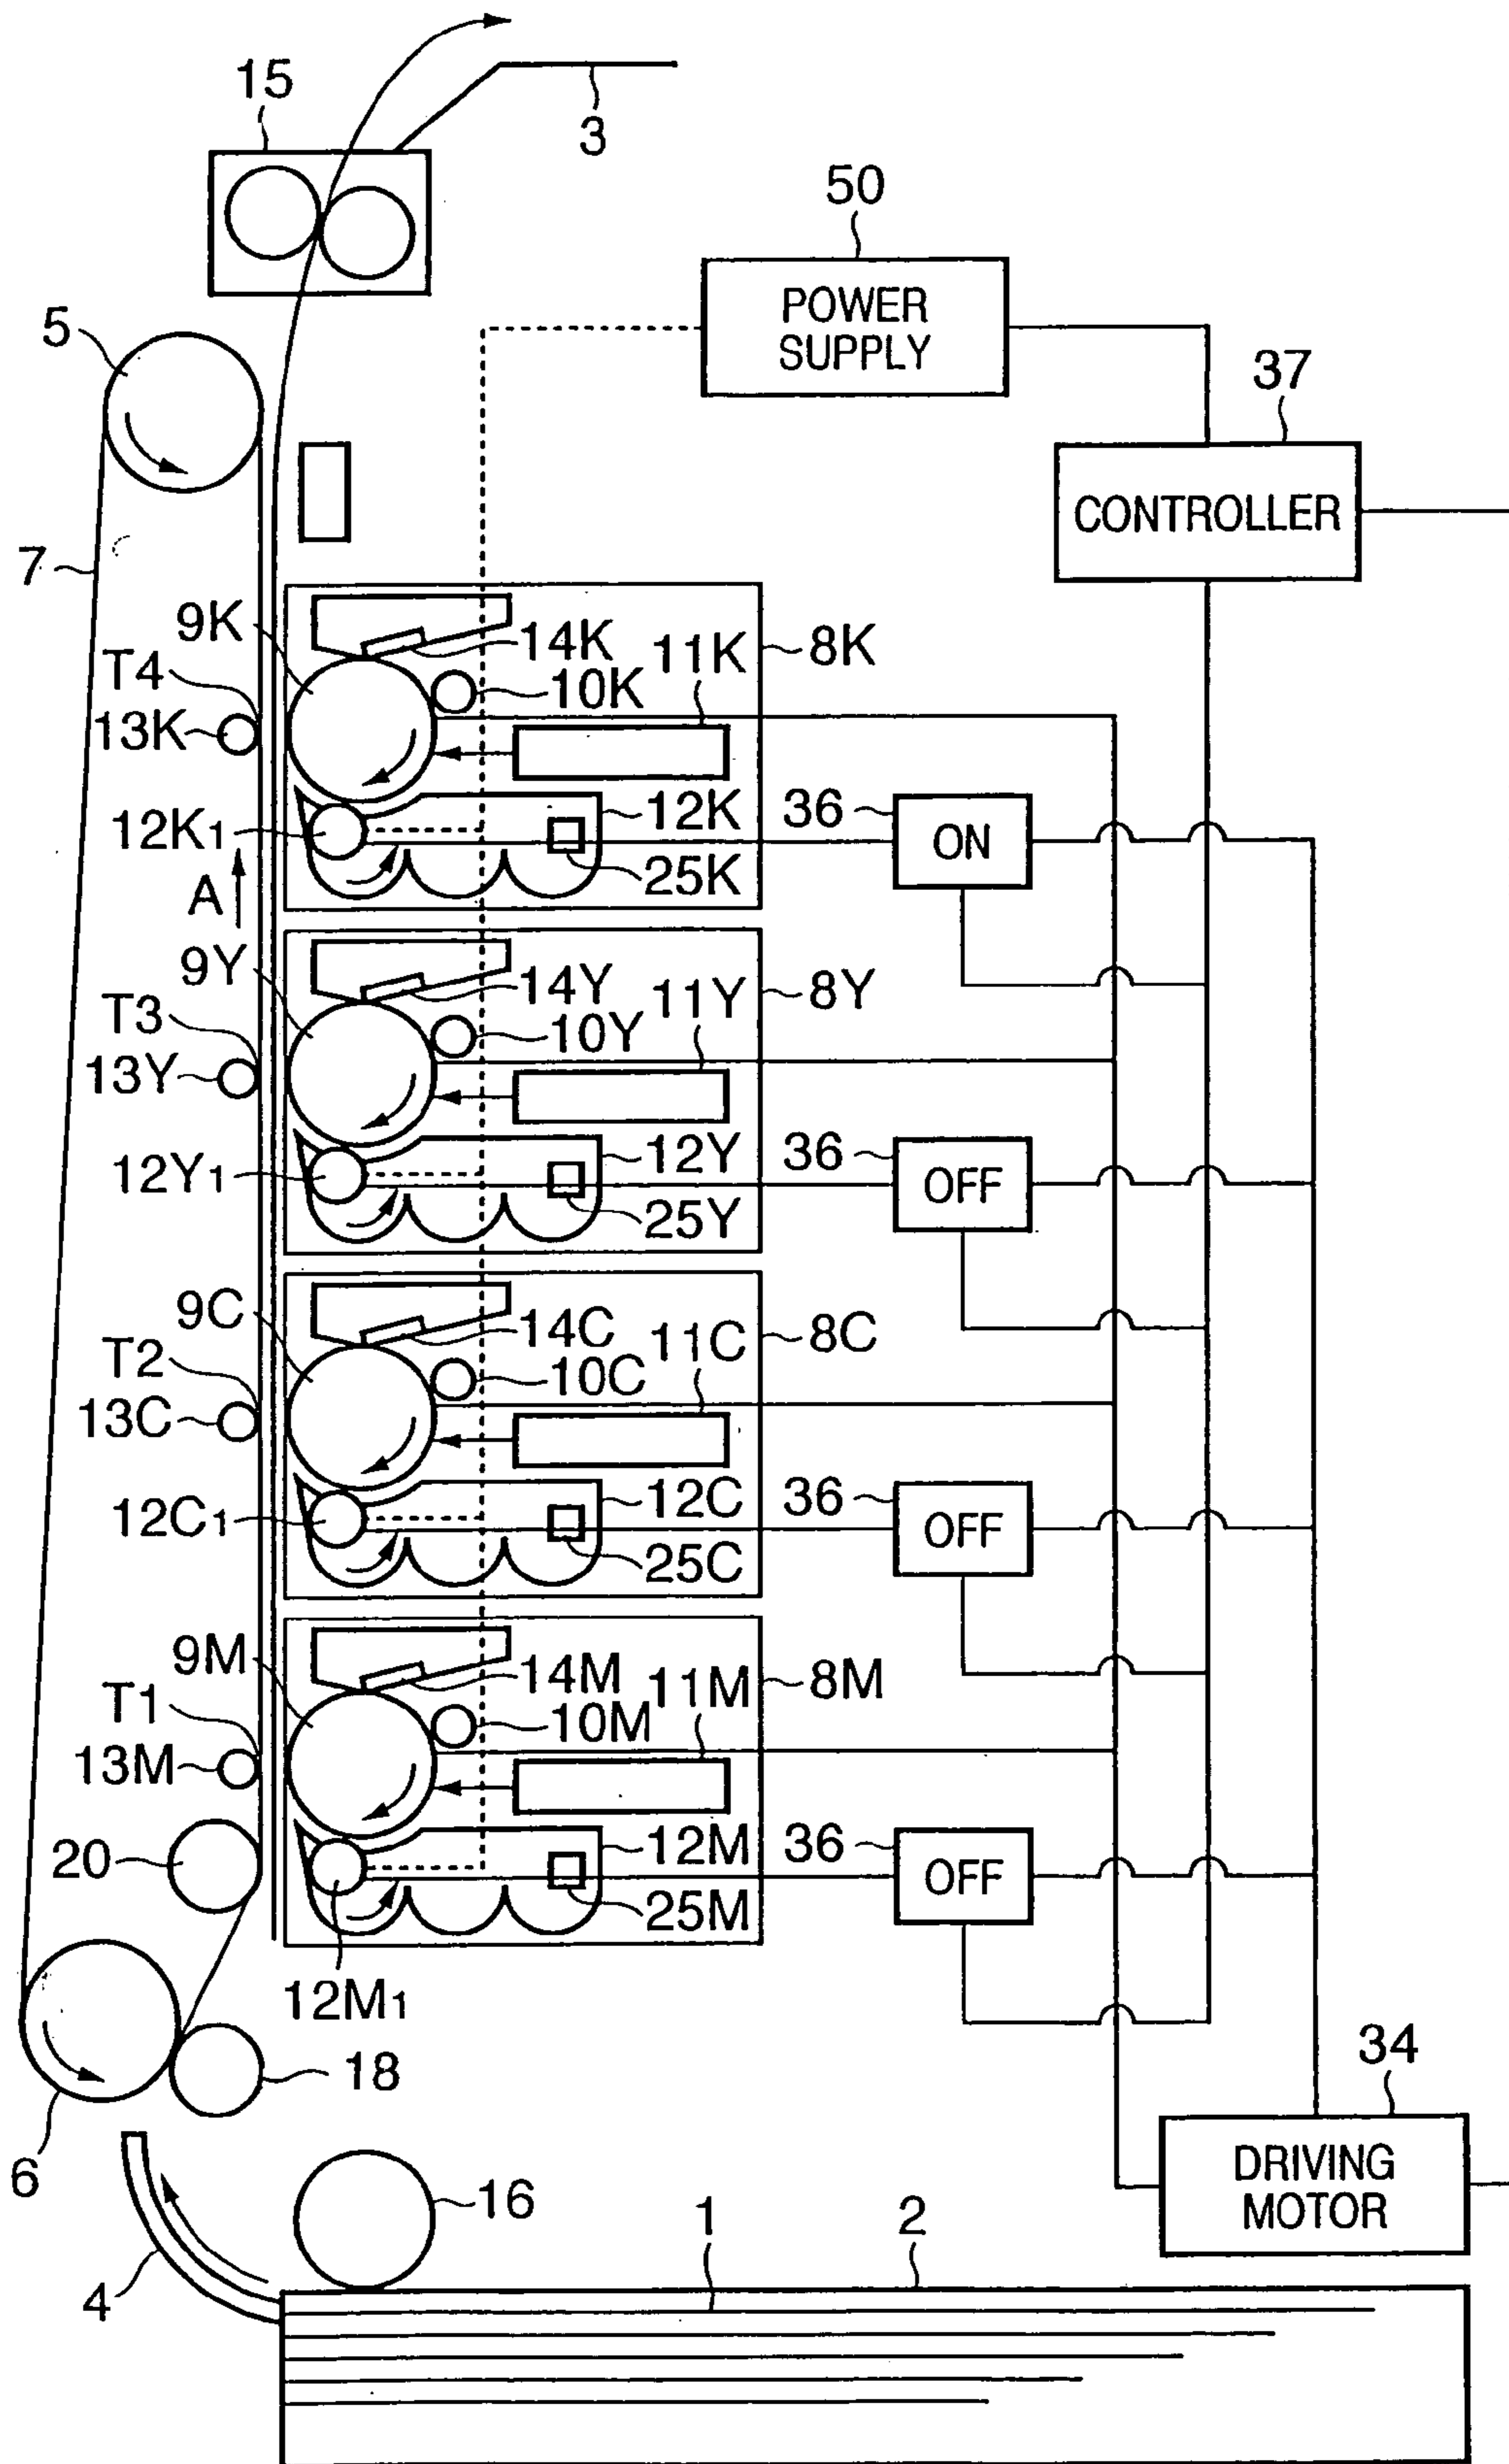 15
3
50
POWER
SUPPLY
5
37
CONTROLLER
7
9K
14K
11K
8K
T4
10K
13K
12K
36
ON
12K1
25K
A
9Y
14Y
11Y
8Y
T3
10Y
13Y
12Y
36
OFF
12Y1
25Y
9C
14C
11C
8C
T2
10C
13C
12C
36
OFF
12C1
25C
9M
14M
11M
8M
T1
10M
13M
20
12M
36
OFF
25M
12M1
18
34
DRIVING
MOTOR
6
16
1
2
4